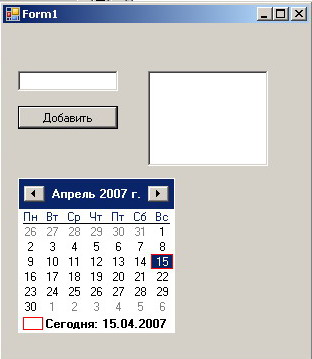 Form1
Добавить
Апрель 2007 г.
Пн Вт Ср Чт Пт Сб Вс
26 27 28 29 30 31 1
2 3 4 5 6 7 8
9 10 11 12 13 14 15
16 17 18 19 20 21 22
23 24 25 26 27 28 29
30 1 2 3 4 5 6
Сегодня: 15.04.2007